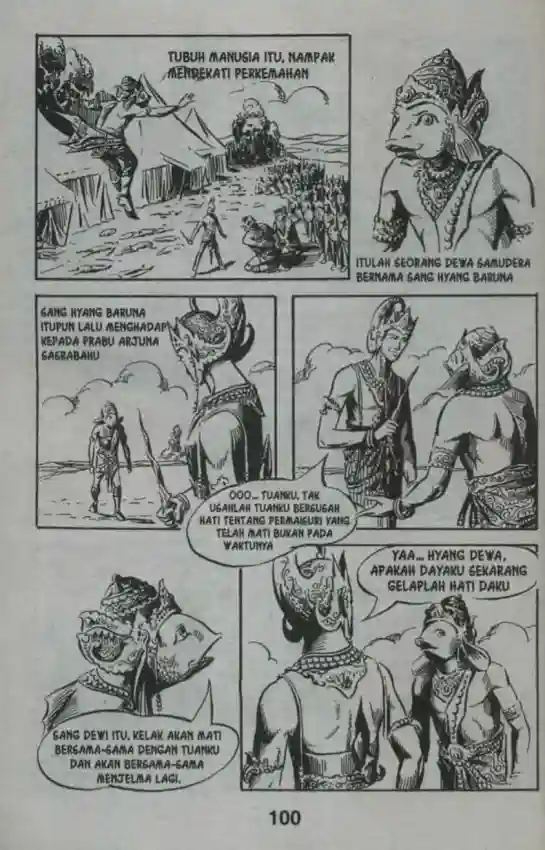 TUBUH MANUSIA ITU, NAMPAK
MENDEKATI PERKEMAHAN
ITULAH SEORANG DEWA SAMUDERA
BERNAMA SANG HYANG BARUNA
SANG HYANG BARUNA
ITUPUN LALU MENGHADAP
KEPADA PRABU ARJUNA
SASRABAHU
OOO... TUANKU, TAK
USAHLAH TUANKU BERSUSAH
HATI TENTANG PERMAISURI YANG
TELAH MATI BUKAN PADA
WAKTUNYA
YAA... HYANG DEWA,
APAKAH DAYAKU SEKARANG
GELAPLAH HATI DAKU
SANG DEWI ITU, KELAK AKAN MATI
BERSAMA-SAMA DENGAN TUANKU
DAN AKAN BERSAMA-SAMA
MENJELMA LAGI.
100